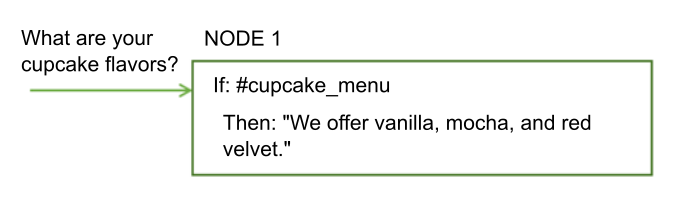 What are your
cupcake flavors?
NODE 1
If: #cupcake_menu
Then: "We offer vanilla, mocha, and red
velvet."